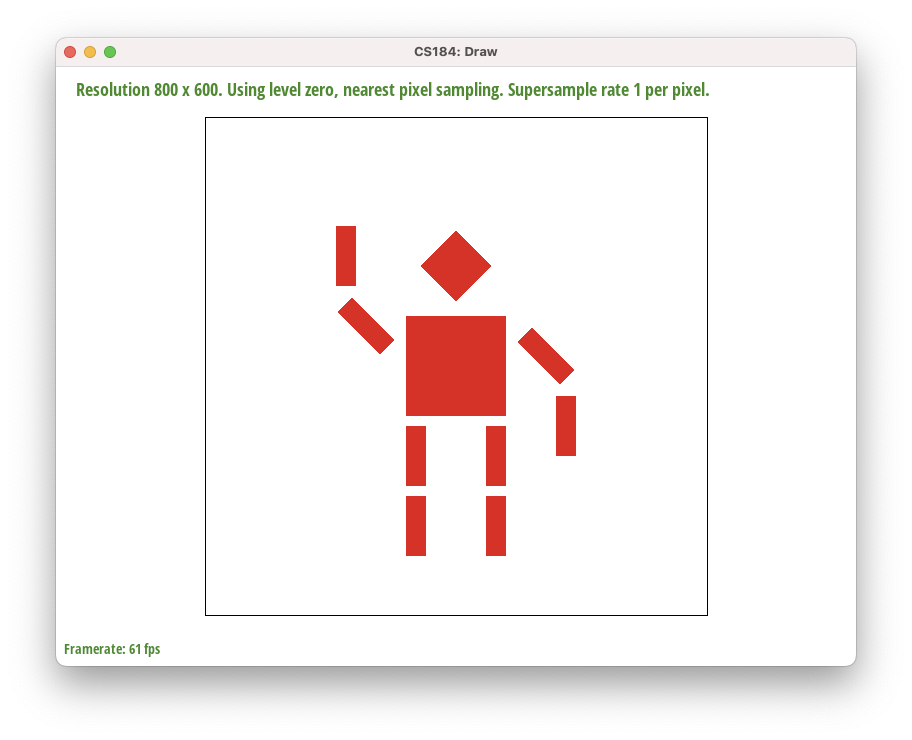 CS184: Draw
Resolution 800 x 600. Using level zero, nearest pixel sampling. Supersample rate 1 per pixel.
Framerate: 61 fps